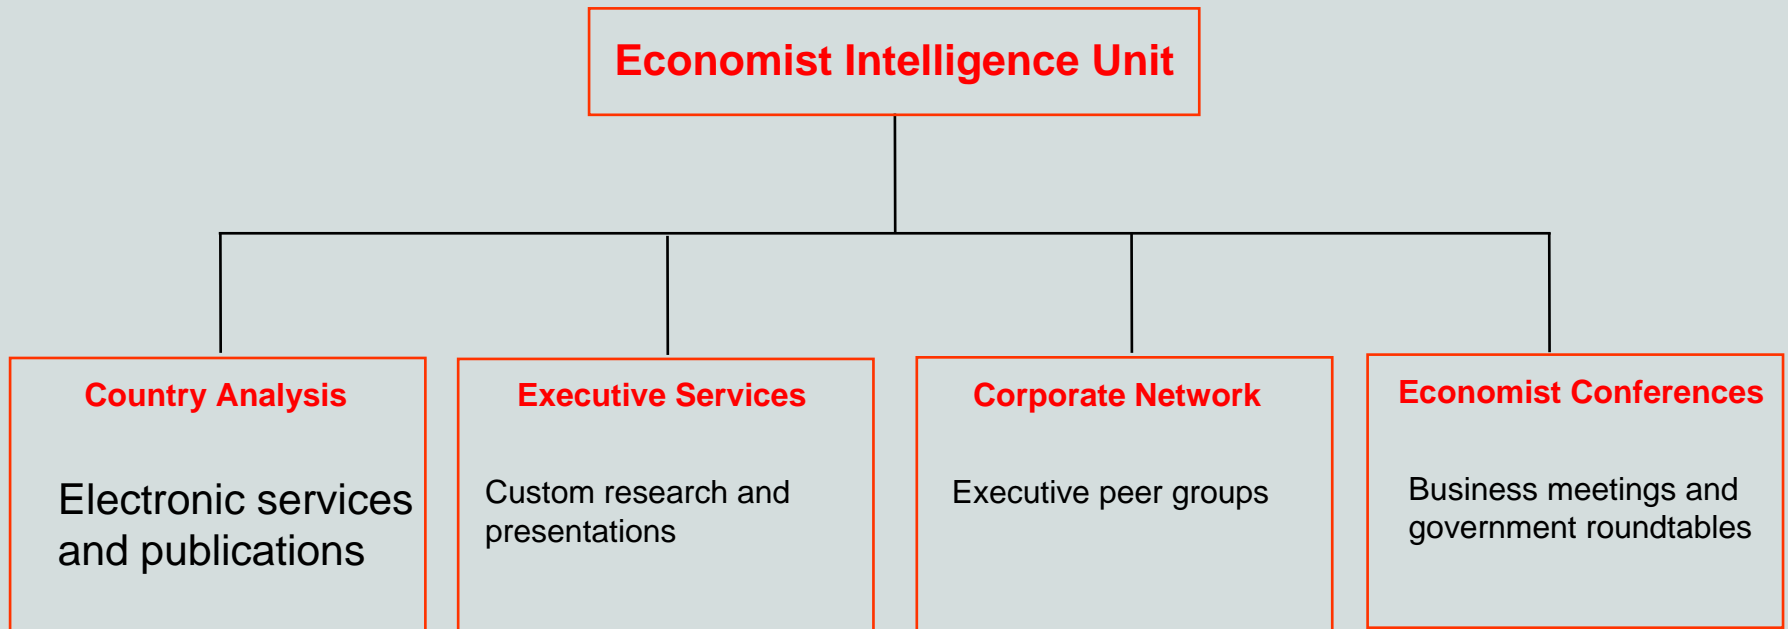 Economist Intelligence Unit
Country Analysis
Electronic services
and publications
Executive Services
Custom research and
presentations
Corporate Network
Executive peer groups
Economist Conferences
Business meetings and
government roundtables